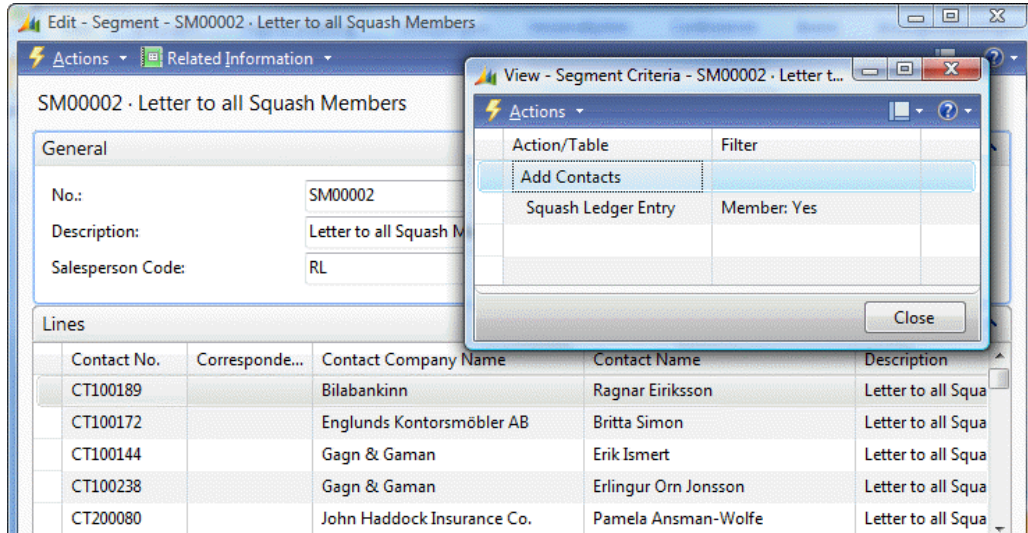 Edit - Segment - SM00002 · Letter to all Squash Members
Actions
Related Information
SM00002 · Letter to all Squash Members
General
No.: SM00002
Description: Letter to all Squash M
Salesperson Code: RL
View - Segment Criteria - SM00002 · Letter t...
Actions
Action/Table Filter
Add Contacts
Squash Ledger Entry Member: Yes
Close
Lines
Contact No. Corresponde... Contact Company Name Contact Name Description
CT100189 Bilabankinn Ragnar Eiriksson Letter to all Squa
CT100172 Englunds Kontorsmöbler AB Britta Simon Letter to all Squa
CT100144 Gagn & Gaman Erik Ismert Letter to all Squa
CT100238 Gagn & Gaman Erlingur Orn Jonsson Letter to all Squa
CT200080 John Haddock Insurance Co. Pamela Ansman-Wolfe Letter to all Squa